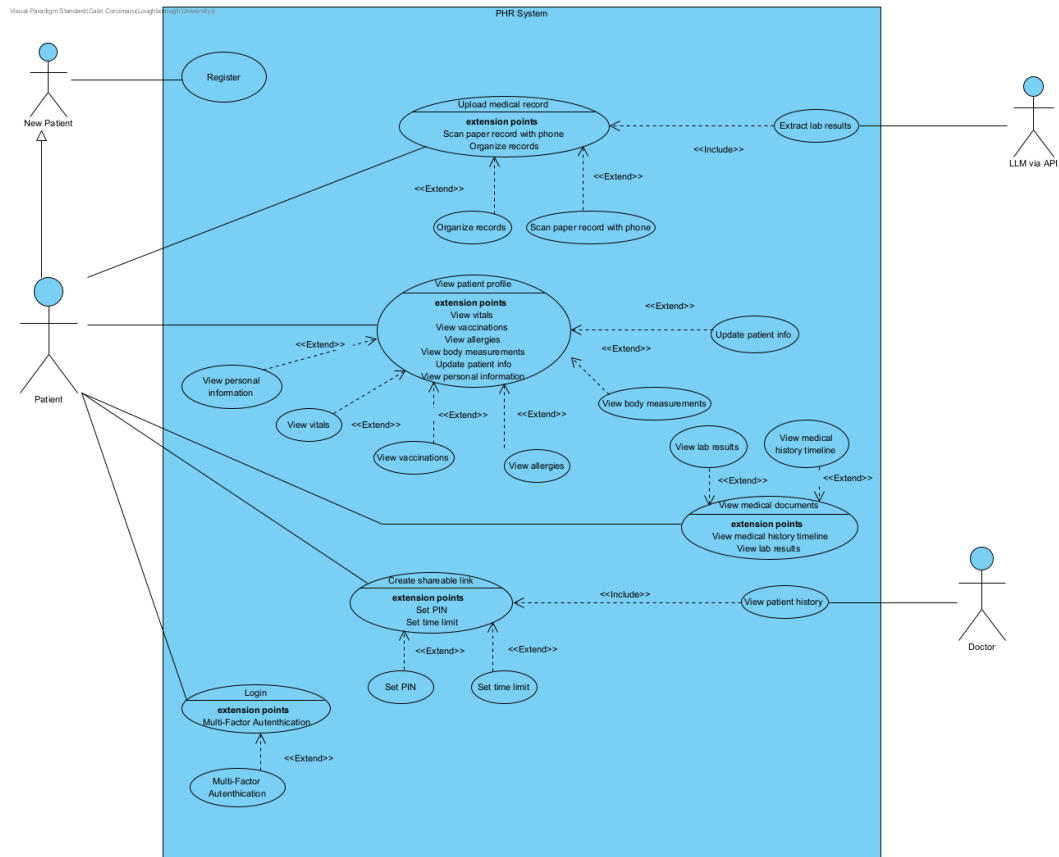 Visual Paradigm Standard(Calin Corcimaru(Loughborough University))
PHR System
New Patient
Register
Upload medical record
extension points
Scan paper record with phone
Organize records
<<Include>>
Extract lab results
LLM via API
<<Extend>>
<<Extend>>
Organize records
Scan paper record with phone
Patient
View patient profile
extension points
View vitals
View vaccinations
View allergies
View body measurements
Update patient info
View personal information
<<Extend>>
Update patient info
<<Extend>>
<<Extend>>
View personal
information
View body measurements
View vitals
<<Extend>>
<<Extend>>
<<Extend>>
View vaccinations
View allergies
View lab results
View medical
history timeline
<<Extend>>
<<Extend>>
View medical documents
extension points
View medical history timeline
View lab results
Create shareable link
extension points
Set PIN
Set time limit
<<Include>>
View patient history
Doctor
<<Extend>>
<<Extend>>
Set PIN
Set time limit
Login
extension points
Multi-Factor Autenthication
<<Extend>>
Multi-Factor
Autenthication